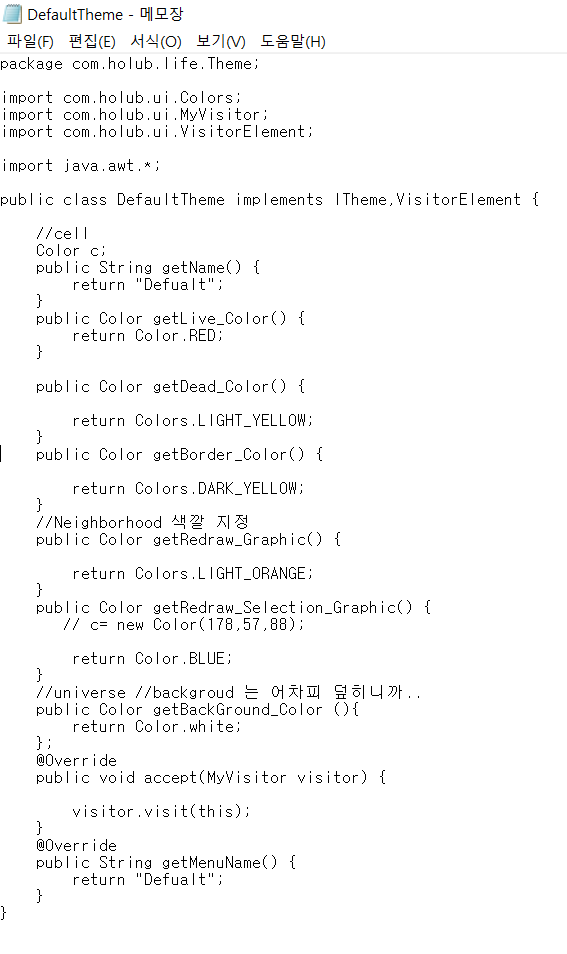 DefaultTheme - 메모장
파일(F) 편집(E) 서식(O) 보기(V) 도움말(H)
package com.holub.life.Theme;
import com.holub.ui.Colors;
import com.holub.ui.MyVisitor;
import com.holub.ui.VisitorElement;
import java.awt.*;
public class DefaultTheme implements ITheme,VisitorElement {
//cell
Color c;
public String getName() {
return "Defualt";
}
public Color getLive_Color() {
return Color.RED;
}
public Color getDead_Color() {
return Colors.LIGHT_YELLOW;
}
public Color getBorder_Color() {
return Colors.DARK_YELLOW;
}
//Neighborhood 색깔 지정
public Color getRedraw_Graphic() {
return Colors.LIGHT_ORANGE;
}
public Color getRedraw_Selection_Graphic() {
// c= new Color(178,57,88);
return Color.BLUE;
}
//universe //backgroud 는 어차피 덮히니까..
public Color getBackGround_Color (){
return Color.white;
};
@Override
public void accept(MyVisitor visitor) {
visitor.visit(this);
}
@Override
public String getMenuName() {
return "Defualt";
}
}